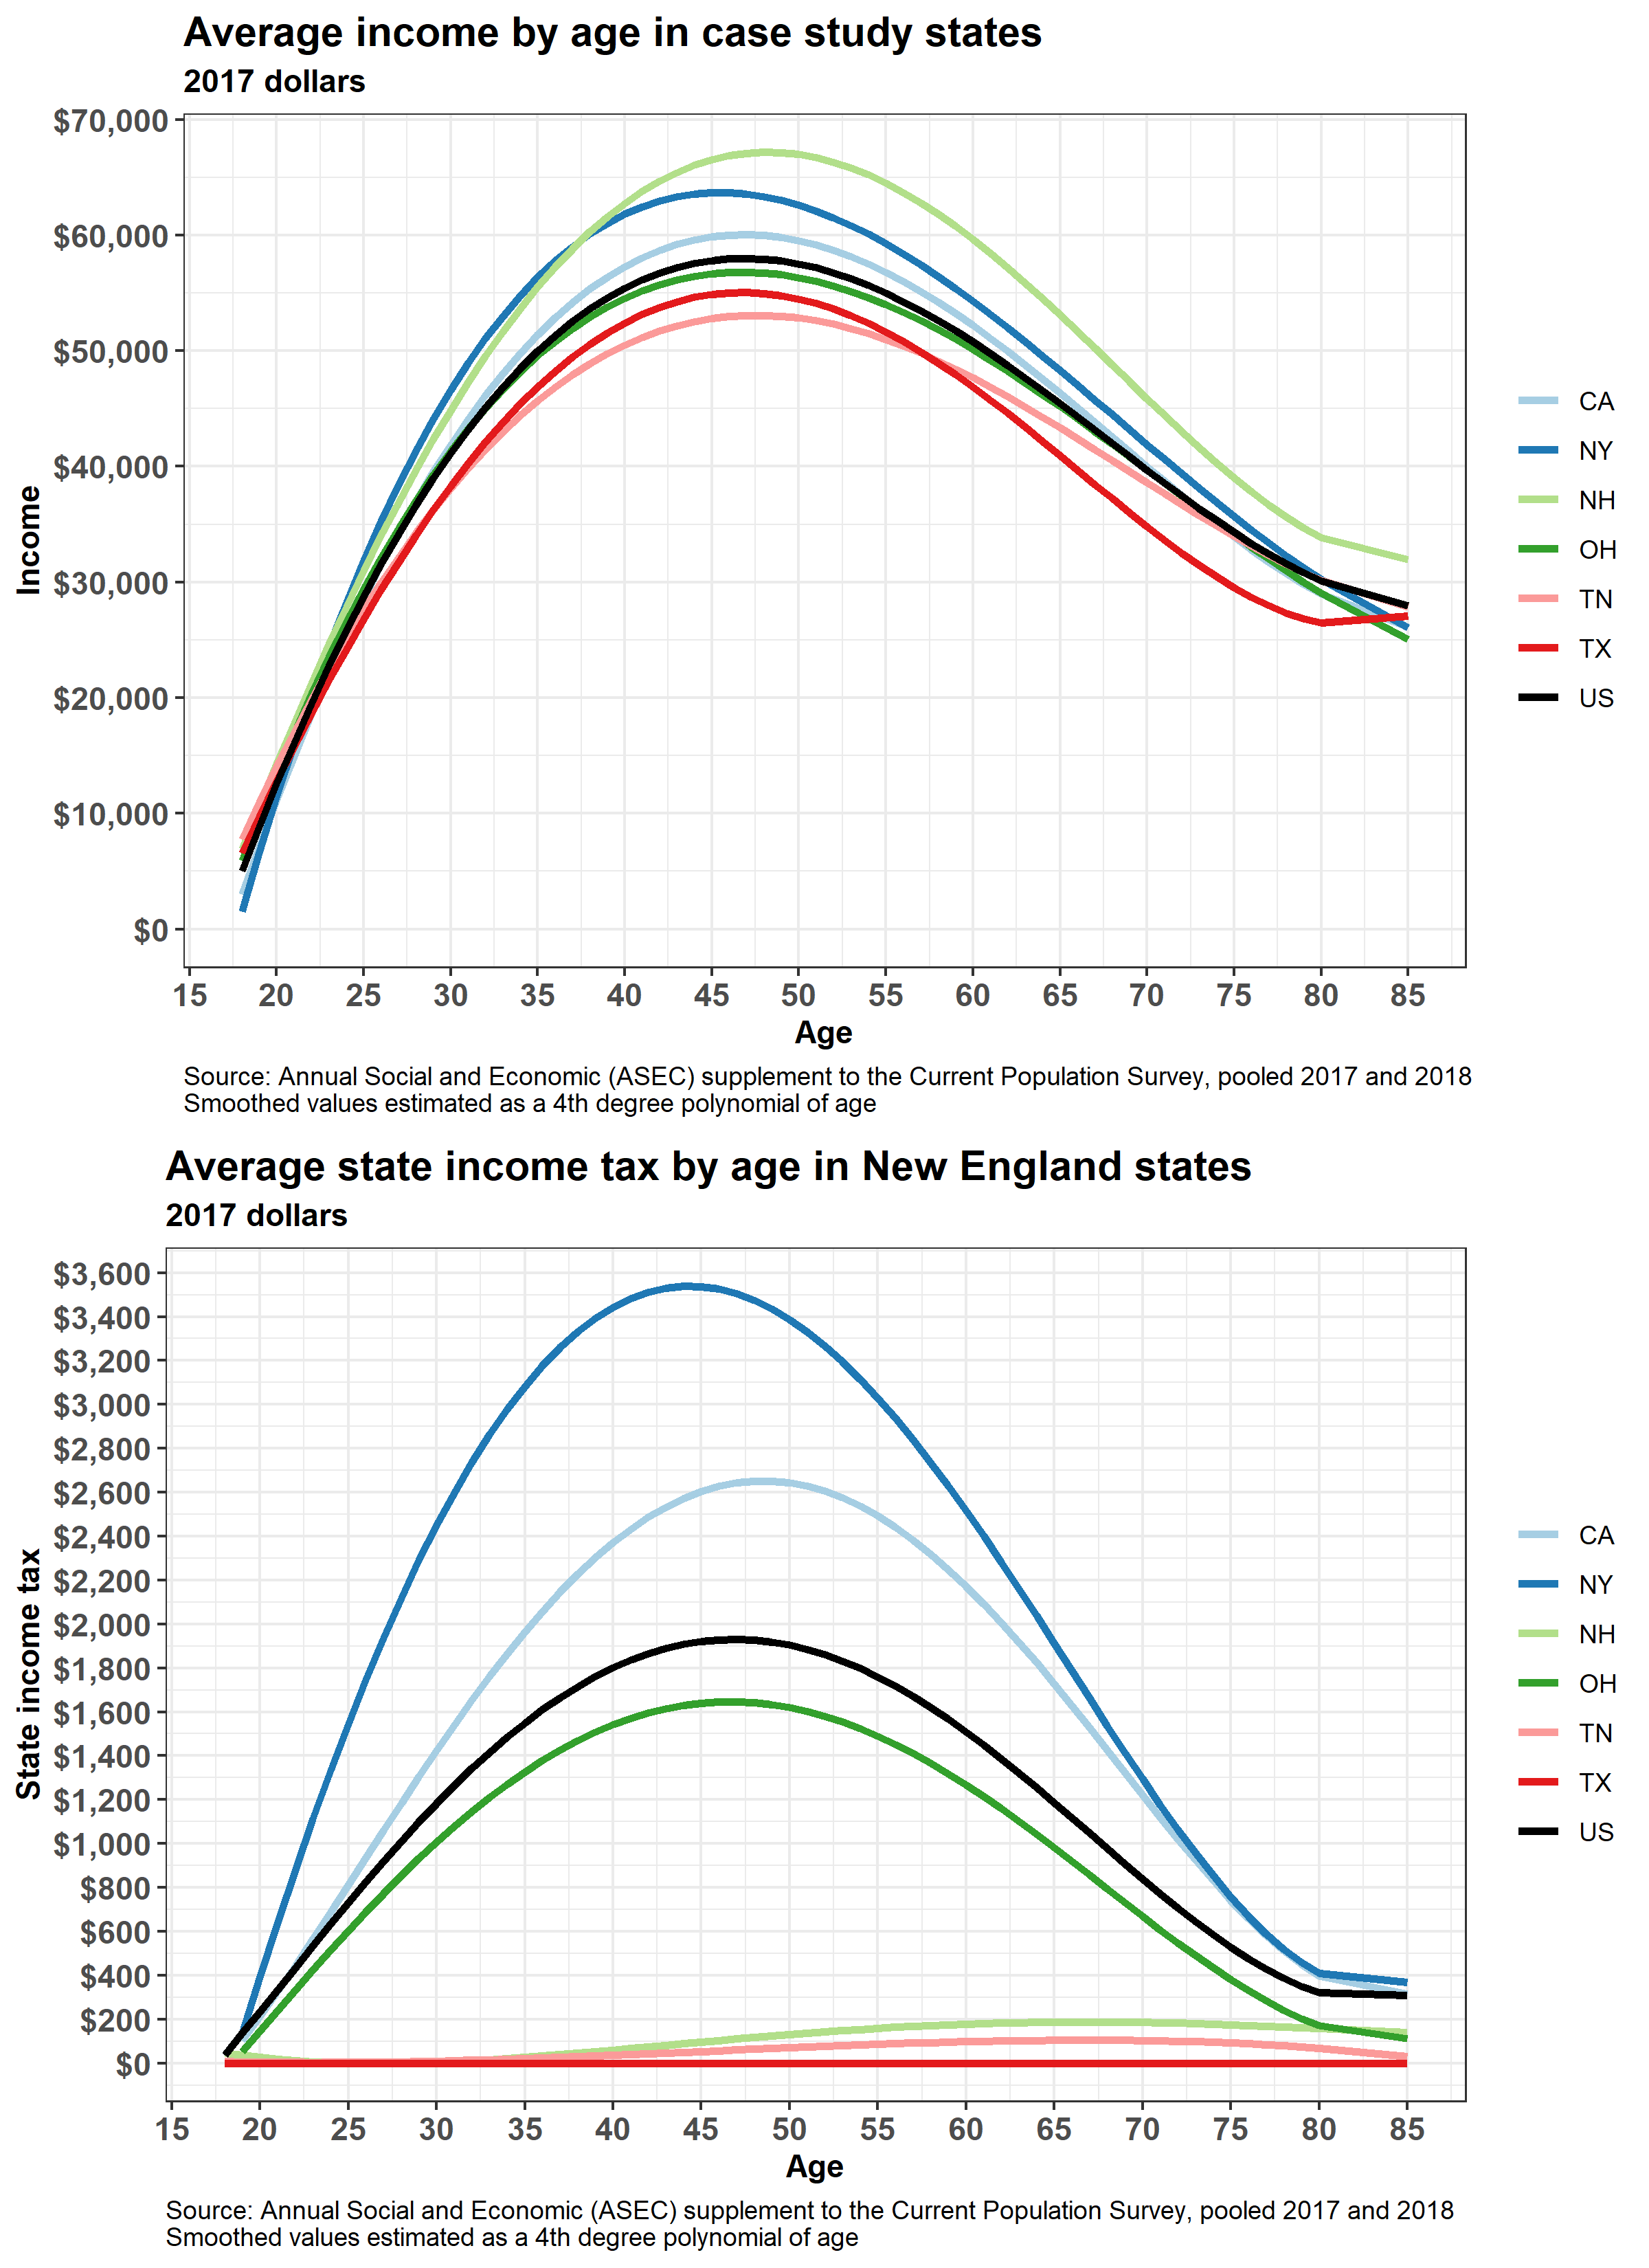 Average income by age in case study states
2017 dollars
$70,000
$60,000
$50,000
$40,000
$30,000
$20,000
$10,000
$0
Income
15 20 25 30 35 40 45 50 55 60 65 70 75 80 85
Age
CA
NY
NH
OH
TN
TX
US
Source: Annual Social and Economic (ASEC) supplement to the Current Population Survey, pooled 2017 and 2018
Smoothed values estimated as a 4th degree polynomial of age
Average state income tax by age in New England states
2017 dollars
$3,600
$3,400
$3,200
$3,000
$2,800
$2,600
$2,400
$2,200
$2,000
$1,800
$1,600
$1,400
$1,200
$1,000
$800
$600
$400
$200
$0
State income tax
15 20 25 30 35 40 45 50 55 60 65 70 75 80 85
Age
CA
NY
NH
OH
TN
TX
US
Source: Annual Social and Economic (ASEC) supplement to the Current Population Survey, pooled 2017 and 2018
Smoothed values estimated as a 4th degree polynomial of age